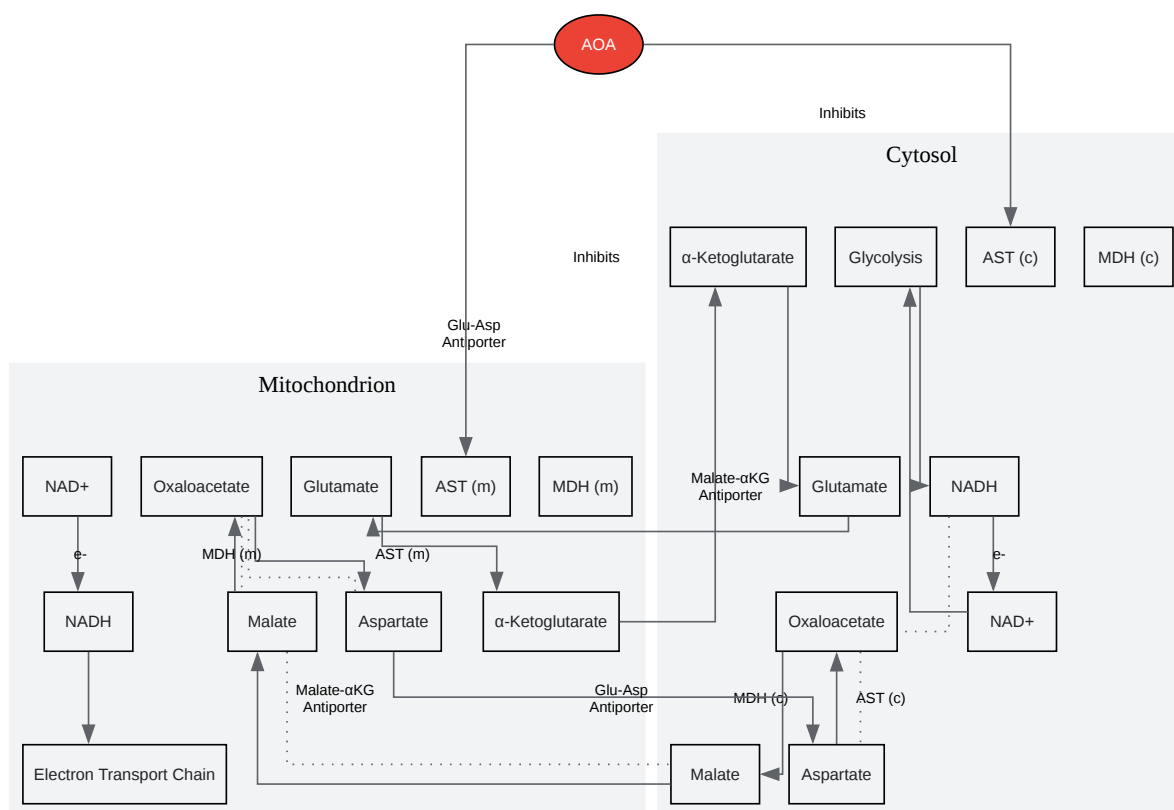 AOA
Inhibits
Cytosol
α-Ketoglutarate
Glycolysis
AST (c)
MDH (c)
Inhibits
Glu-Asp
Antiporter
Mitochondrion
NAD+
Oxaloacetate
Glutamate
AST (m)
MDH (m)
Malate-αKG
Antiporter
Glutamate
NADH
e-
MDH (m)
AST (m)
e-
NADH
Malate
Aspartate
α-Ketoglutarate
Oxaloacetate
NAD+
Malate-αKG
Antiporter
Glu-Asp
Antiporter
MDH (c)
AST (c)
Electron Transport Chain
Malate
Aspartate